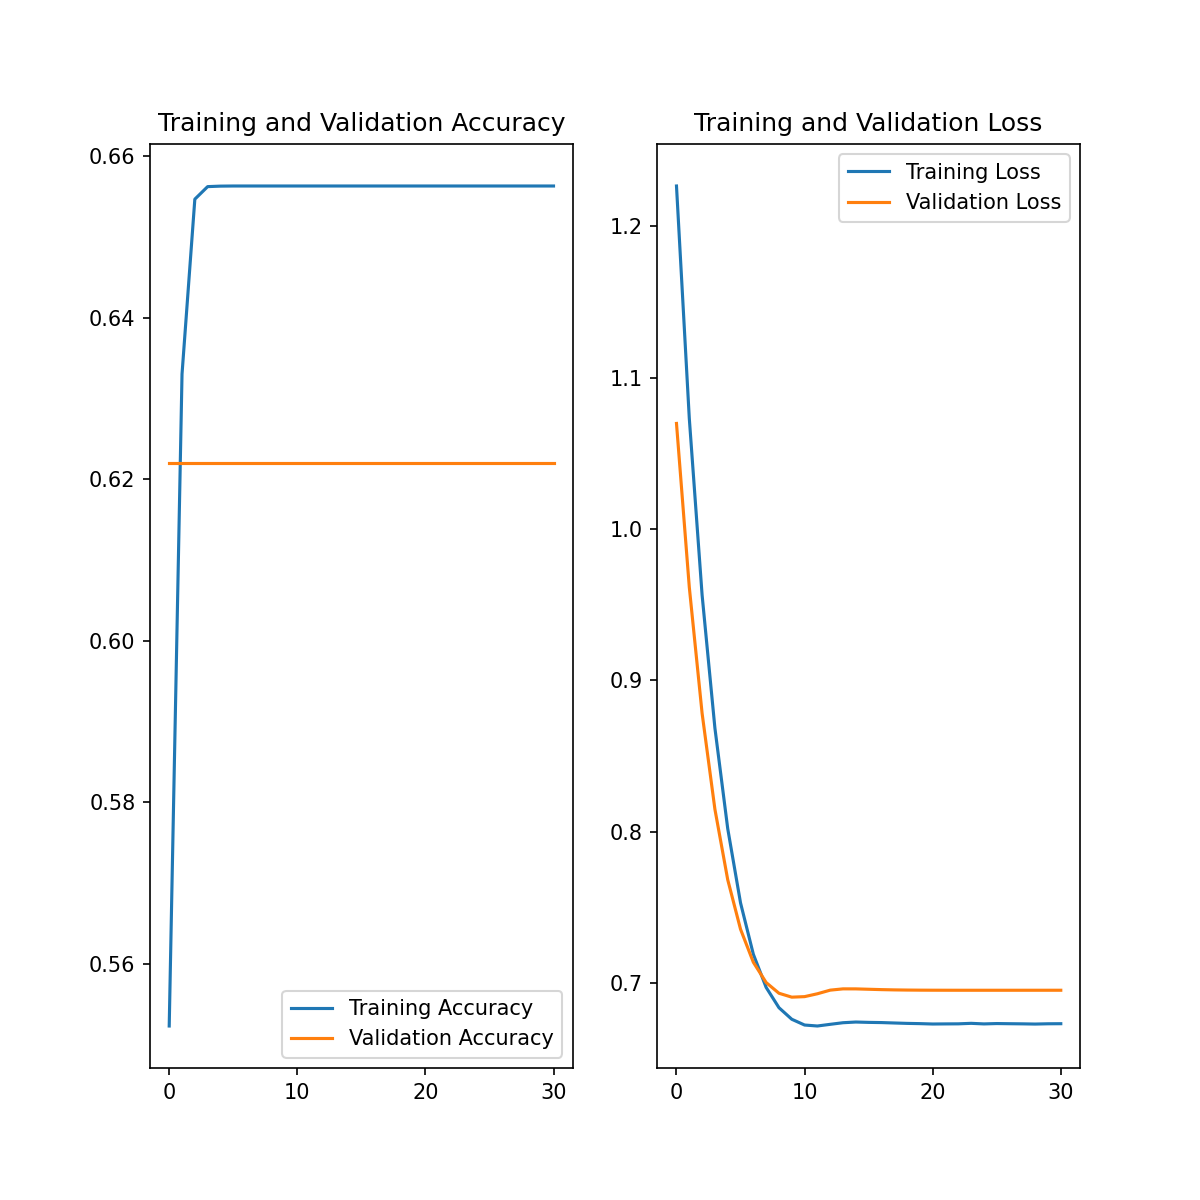 Training and Validation Accuracy
0.66
0.64
0.62
0.60
0.58
0.56
Training Accuracy
Validation Accuracy
0 10 20 30
Training and Validation Loss
Training Loss
Validation Loss
1.2
1.1
1.0
0.9
0.8
0.7
0 10 20 30